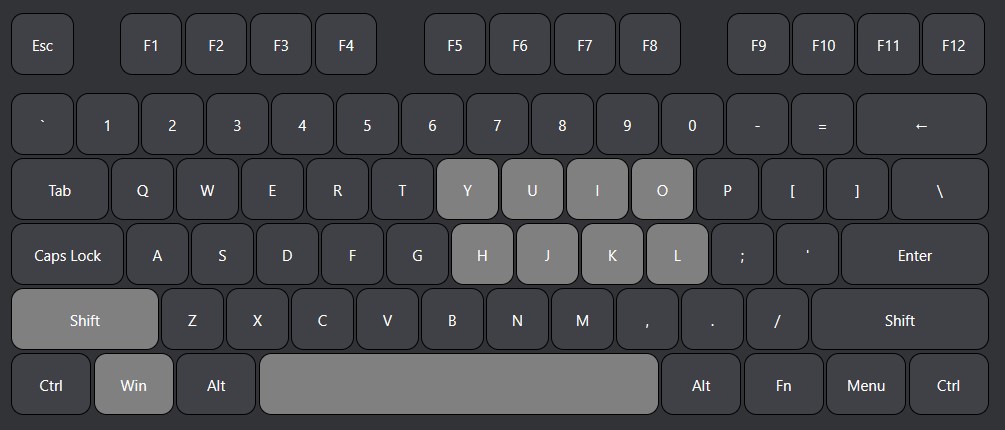 Esc F1 F2 F3 F4 F5 F6 F7 F8 F9 F10 F11 F12
` 1 2 3 4 5 6 7 8 9 0 - = ←
Tab Q W E R T Y U I O P [ ] \
Caps Lock A S D F G H J K L ; ' Enter
Shift Z X C V B N M , . / Shift
Ctrl Win Alt Alt Fn Menu Ctrl